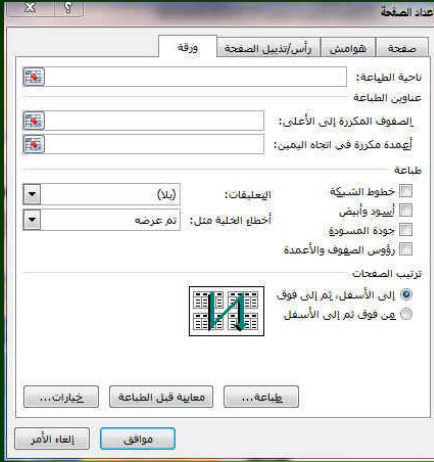 عداد الصفحة
صفحة هوامش رأس/تذييل الصفحة ورقة
ناحية الطباعة:
عناوين الطباعة
الصفوف المكررة إلى الأعلى:
أعمدة مكررة في اتجاه اليمين:
طباعة
خطوط الشبكة التعليقات: (بلا)
أسود وأبيض أخطاء الخلية مثل: تم عرضه
جودة المسودة
رؤوس الصفوف والأعمدة
ترتيب الصفحات
إلى الأسفل، ثم إلى فوق
من فوق ثم إلى الأسفل
طباعة... معاينة قبل الطباعة خيارات...
موافق إلغاء الأمر